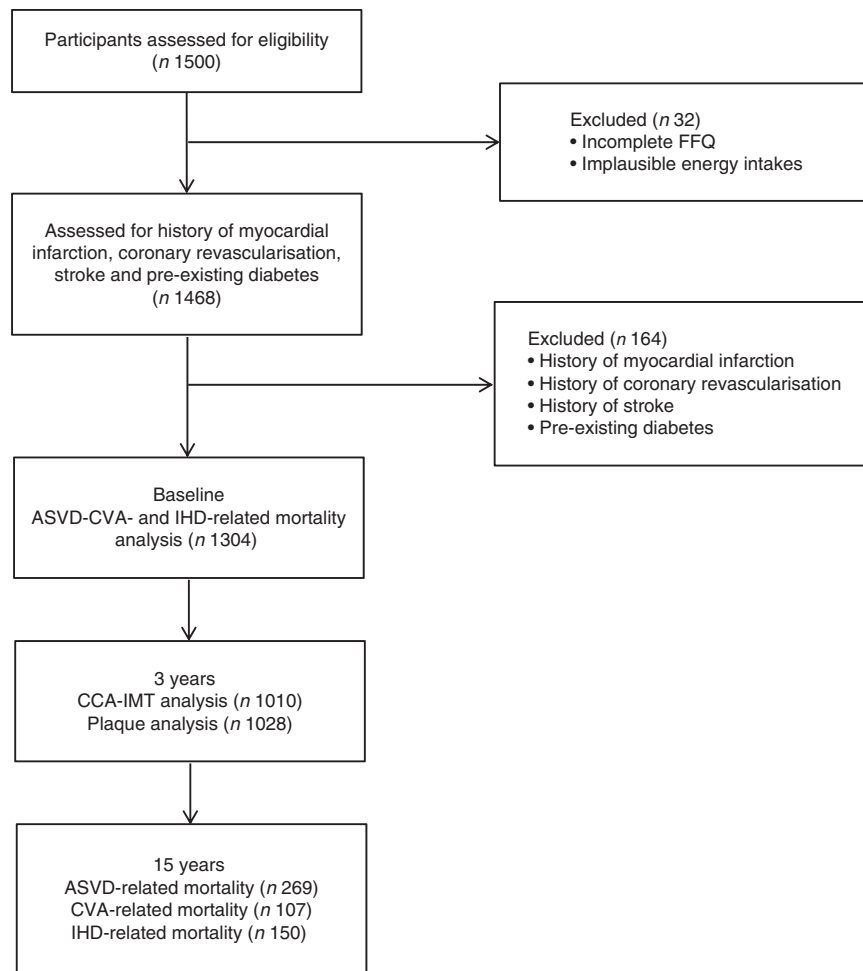 Participants assessed for eligibility
(n 1500)
Excluded (n 32)
• Incomplete FFQ
• Implausible energy intakes
Assessed for history of myocardial
infarction, coronary revascularisation,
stroke and pre-existing diabetes
(n 1468)
Excluded (n 164)
• History of myocardial infarction
• History of coronary revascularisation
• History of stroke
• Pre-existing diabetes
Baseline
ASVD-CVA- and IHD-related mortality
analysis (n 1304)
3 years
CCA-IMT analysis (n 1010)
Plaque analysis (n 1028)
15 years
ASVD-related mortality (n 269)
CVA-related mortality (n 107)
IHD-related mortality (n 150)